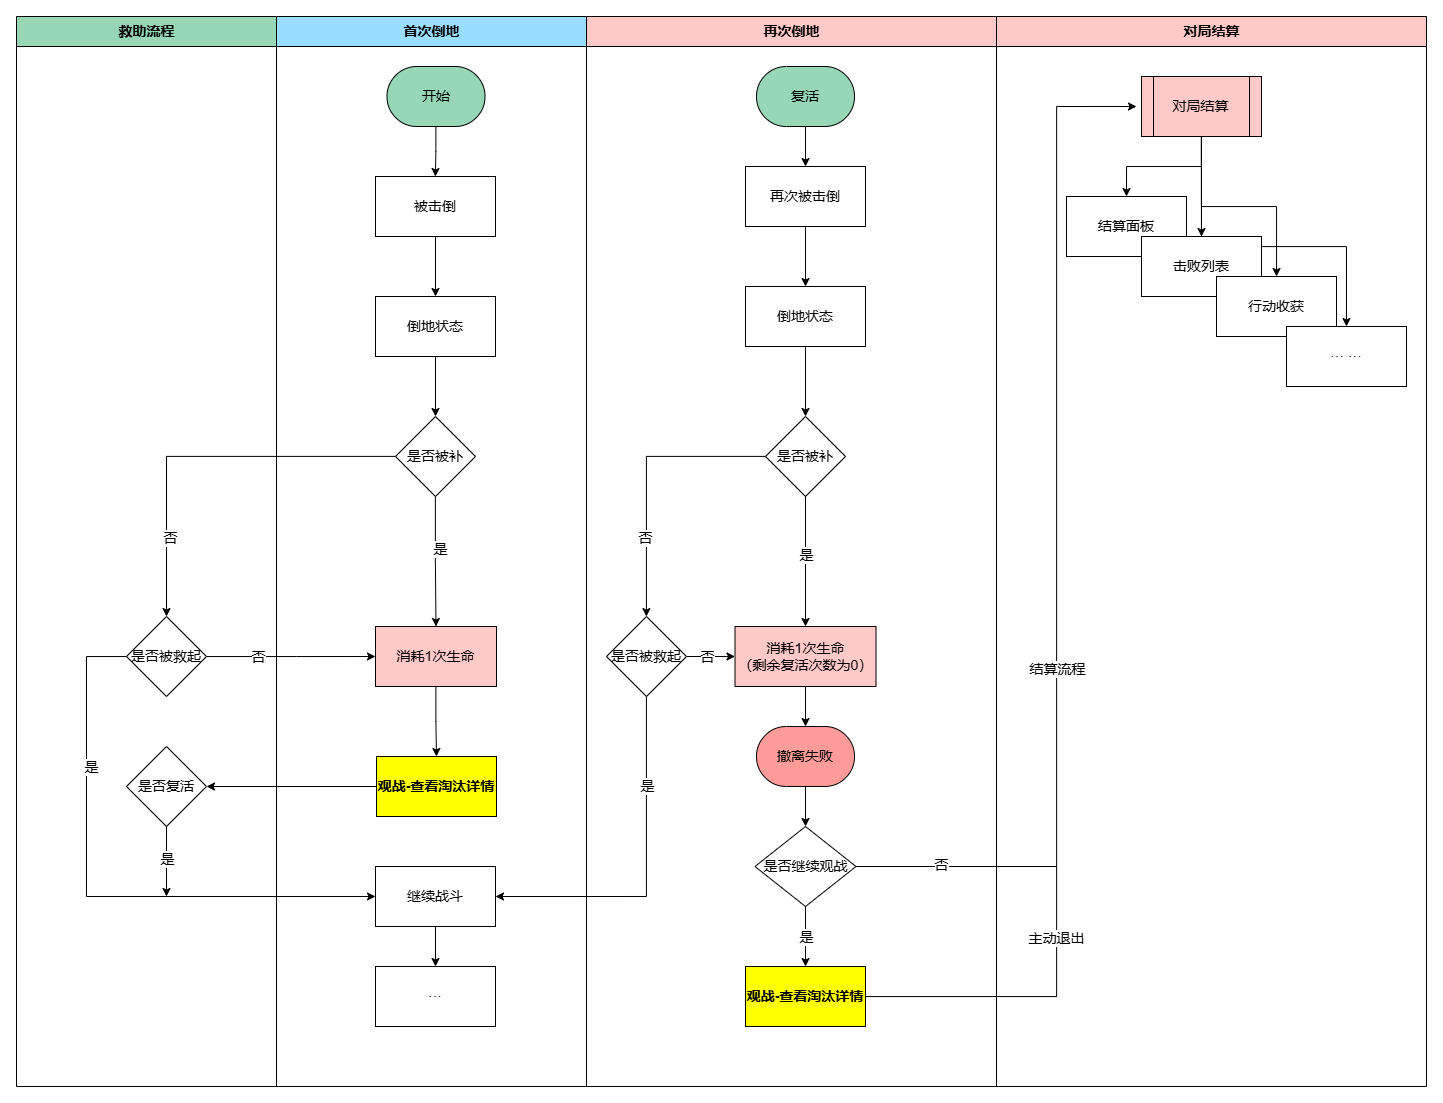 救助流程
首次倒地
再次倒地
对局结算
开始
被击倒
倒地状态
是否被补
否
是
是否被救起
否
消耗1次生命
是
是否复活
观战-查看淘汰详情
是
继续战斗
...
复活
再次被击倒
倒地状态
是否被补
否
是
是否被救起
否
消耗1次生命
（剩余复活次数为0）
撤离失败
是
是否继续观战
否
是
观战-查看淘汰详情
对局结算
结算面板
击败列表
行动收获
... ...
结算流程
主动退出